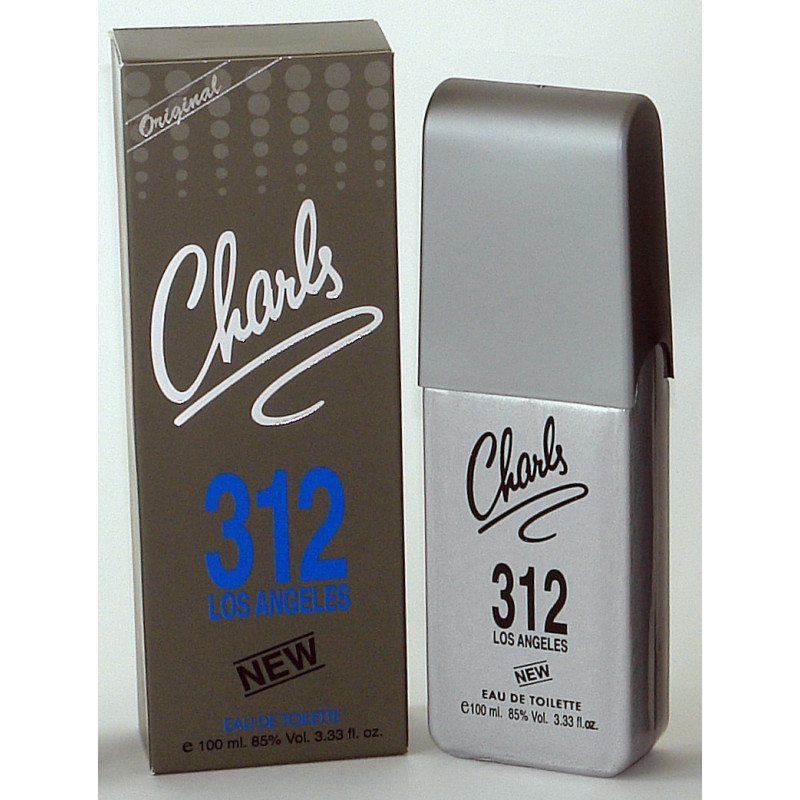 Original
Charls
312
LOS ANGELES
NEW
EAU DE TOILETTE
e 100 ml. 85% Vol. 3.33 fl. oz.
Charls
312
LOS ANGELES
NEW
EAU DE TOILETTE
e 100 ml. 85% Vol. 3.33 fl. oz.